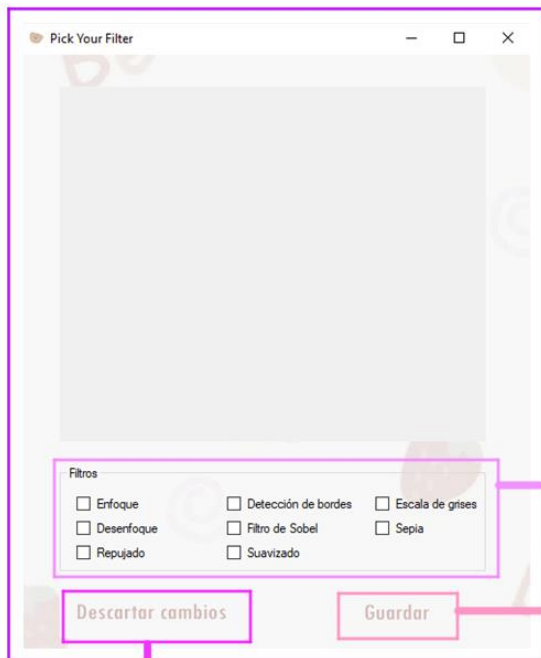 Pick Your Filter
Filtros
Enfoque Detección de bordes Escala de grises
Desenfoque Filtro de Sobel Sepia
Repujado Suavizado
Descartar cambios Guardar